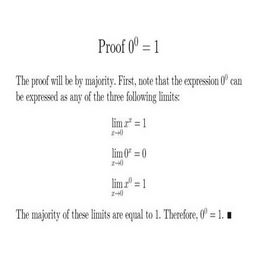 Proof 0⁰ = 1
The proof will be by majority. First, note that the expression 0⁰ can
be expressed as any of the three following limits:
lim xˣ = 1
x→0
lim 0ˣ = 0
x→0
lim x⁰ = 1
x→0
The majority of these limits are equal to 1. Therefore, 0⁰ = 1. ∎